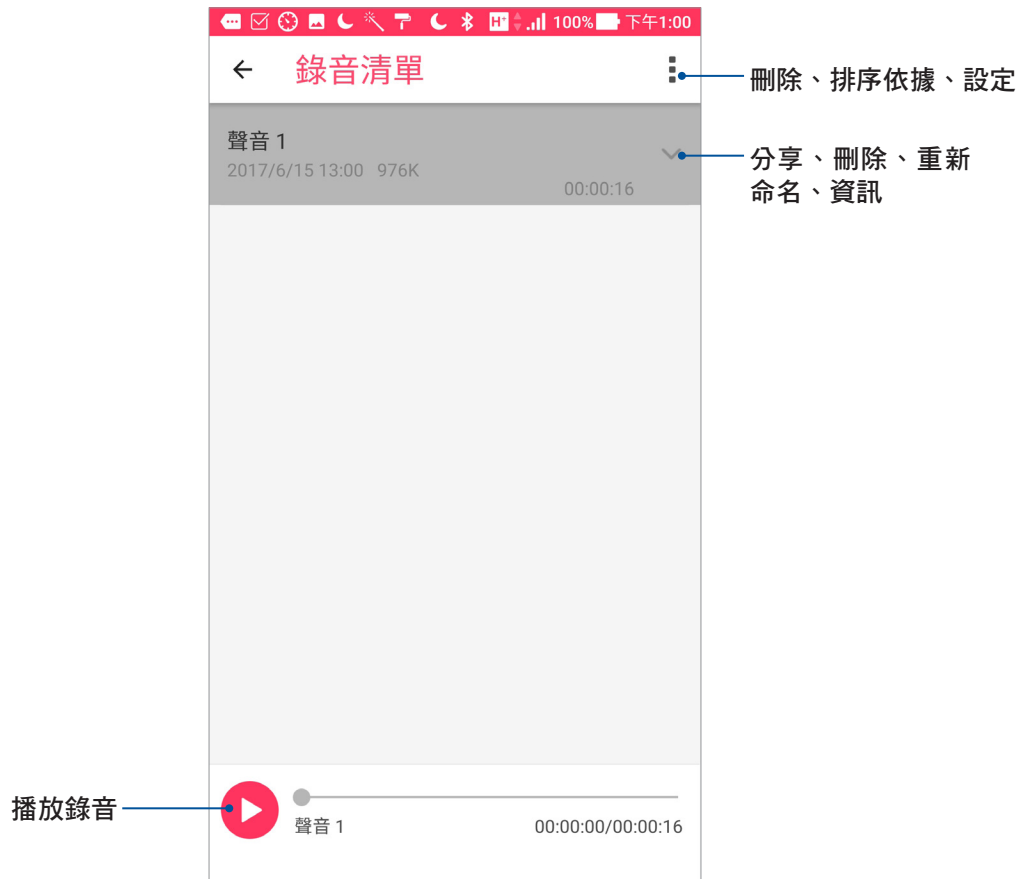 H+ 100% 下午1:00
錄音清單
刪除、排序依據、設定
聲音 1
2017/6/15 13:00 976K
00:00:16
分享、刪除、重新
命名、資訊
播放錄音
聲音 1
00:00:00/00:00:16